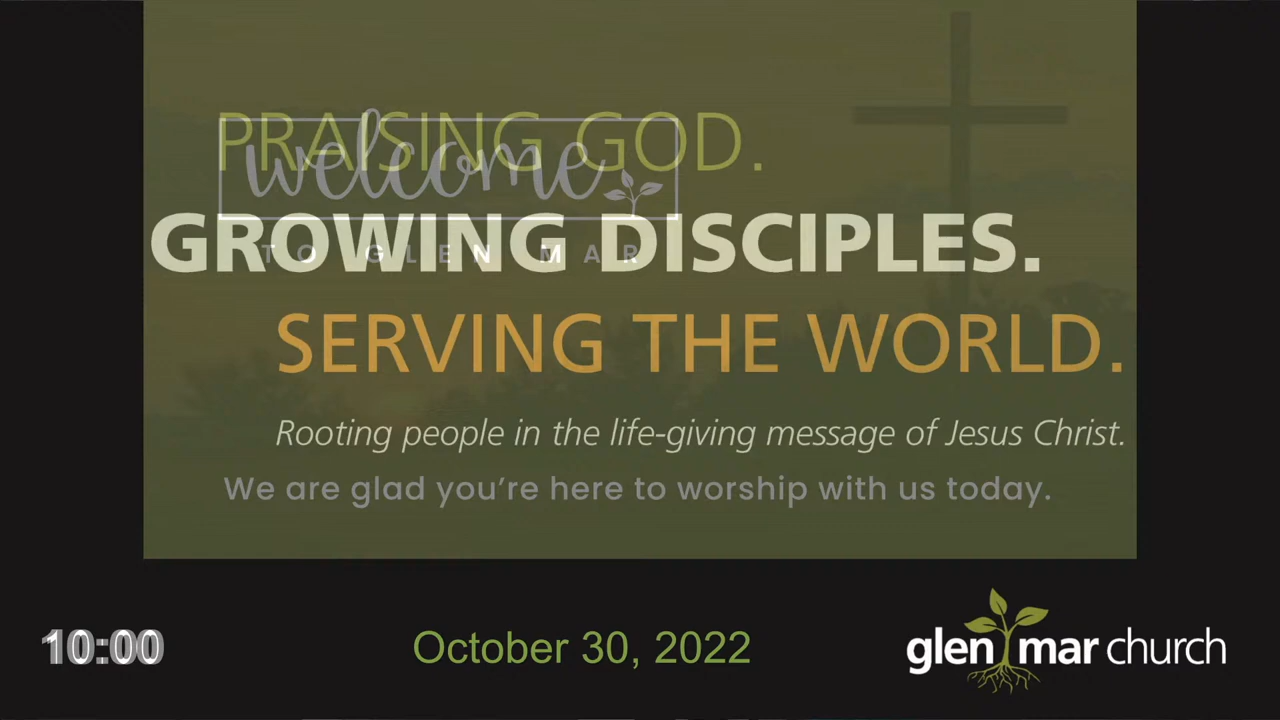 PRAISING GOD.
welcome
GROWING DISCIPLES.
TO GLEN MAR
SERVING THE WORLD.
Rooting people in the life-giving message of Jesus Christ.
We are glad you're here to worship with us today.
10:00
October 30, 2022
glen mar church